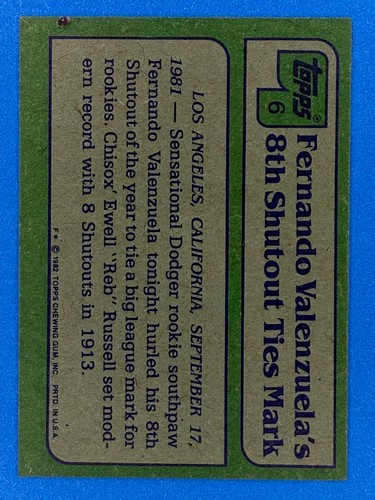 topps
6
Fernando Valenzuela's
8th Shutout Ties Mark
LOS ANGELES, CALIFORNIA, SEPTEMBER 17,
1981 — Sensational Dodger rookie southpaw
Fernando Valenzuela tonight hurled his 8th
Shutout of the year to tie a big league mark for
rookies. Chisox' Ewell "Reb" Russell set mod-
ern record with 8 Shutouts in 1913.
F* © 1982 TOPPS CHEWING GUM, INC. PRTD. IN U.S.A.